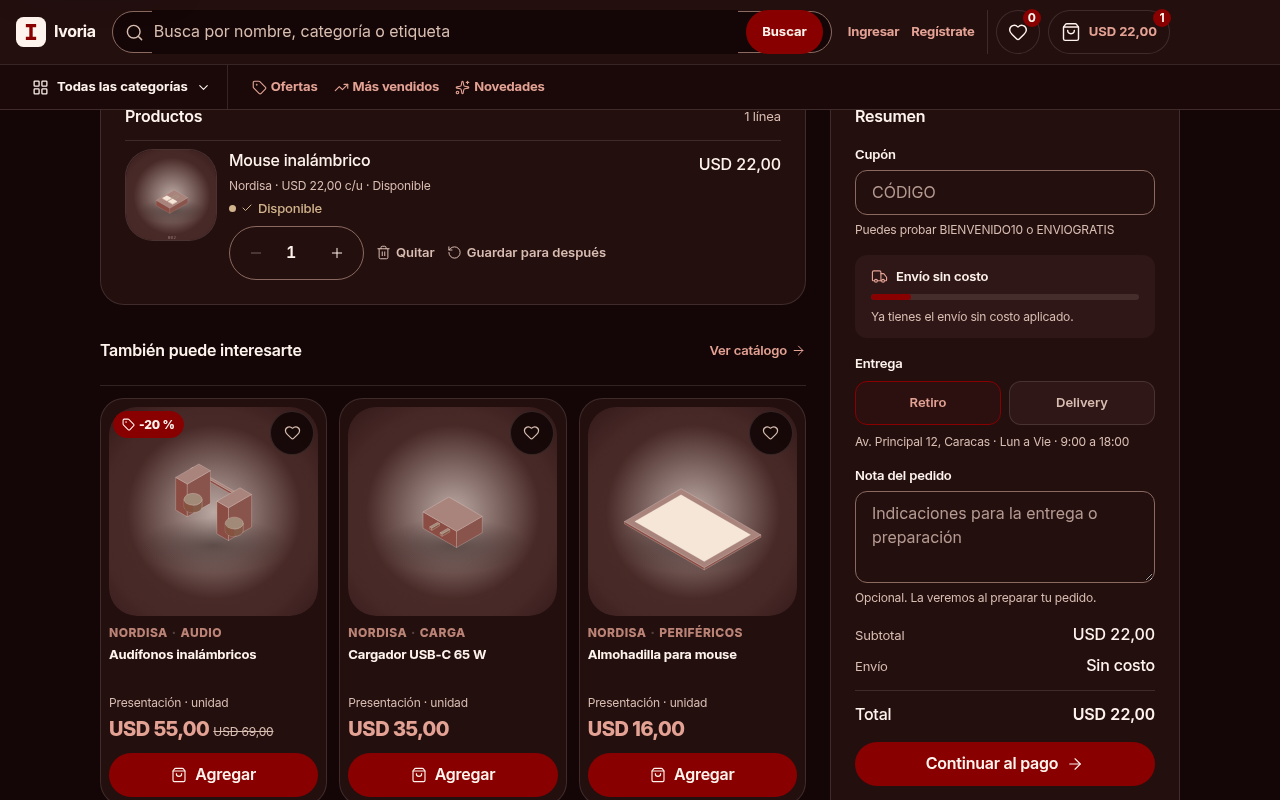 Ivoria
Busca por nombre, categoría o etiqueta
Buscar
Ingresar
Regístrate
0
1
USD 22,00
Todas las categorías
Ofertas
Más vendidos
Novedades
Productos
1 línea
Mouse inalámbrico
USD 22,00
Nordisa · USD 22,00 c/u · Disponible
Disponible
1
Quitar
Guardar para después
También puede interesarte
Ver catálogo
-20 %
NORDISA · AUDIO
Audífonos inalámbricos
Presentación · unidad
USD 55,00 USD 69,00
Agregar
NORDISA · CARGA
Cargador USB-C 65 W
Presentación · unidad
USD 35,00
Agregar
NORDISA · PERIFÉRICOS
Almohadilla para mouse
Presentación · unidad
USD 16,00
Agregar
Resumen
Cupón
CÓDIGO
Puedes probar BIENVENIDO10 o ENVIOGRATIS
Envío sin costo
Ya tienes el envío sin costo aplicado.
Entrega
Retiro
Delivery
Av. Principal 12, Caracas · Lun a Vie · 9:00 a 18:00
Nota del pedido
Indicaciones para la entrega o
preparación
Opcional. La veremos al preparar tu pedido.
Subtotal
USD 22,00
Envío
Sin costo
Total
USD 22,00
Continuar al pago